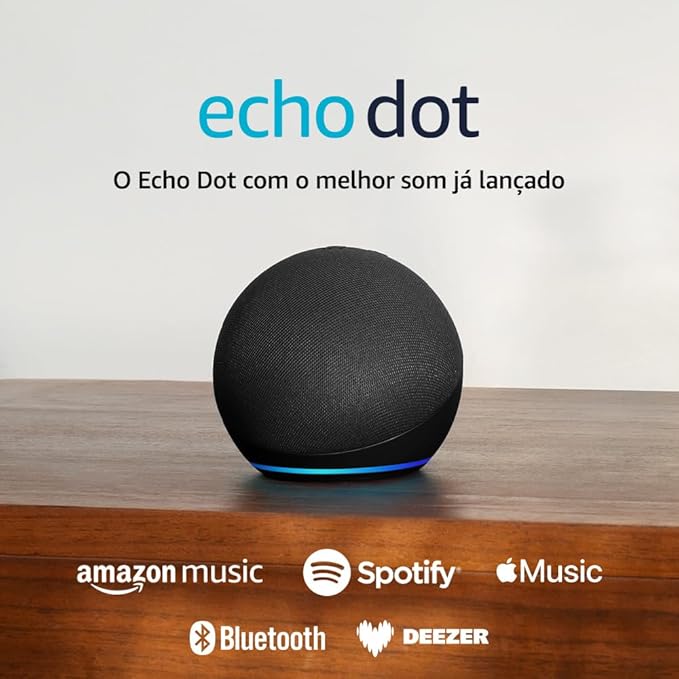 echo dot
O Echo Dot com o melhor som já lançado
amazon music Spotify Music
Bluetooth DEEZER